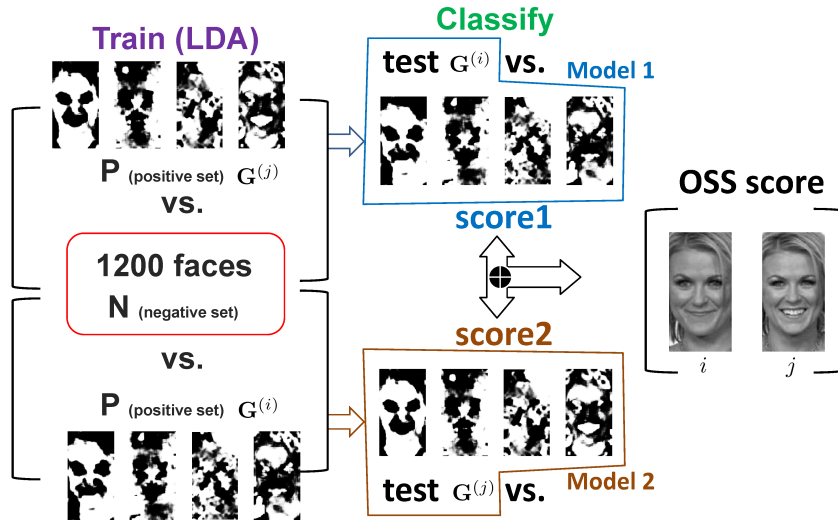 Train (LDA)
P (positive set) G^(j)
vs.
1200 faces
N (negative set)
vs.
P (positive set) G^(i)
Classify
test G^(i) vs.
Model 1
score1
score2
test G^(j) vs.
Model 2
OSS score
i
j